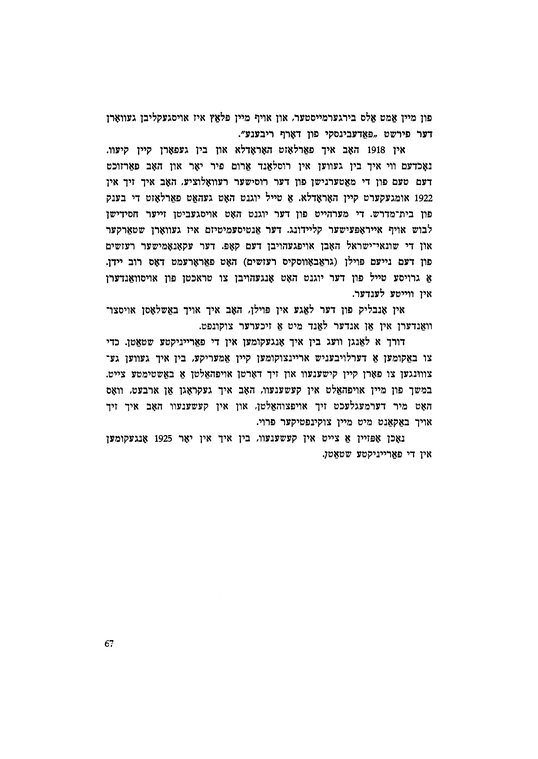 פון מיין אַמט אַלס בירגערמייסטער, און אויף מיין פּלאַץ איז אויסגעקליבן געוואָרן
דער פירשט „פּאָדעבינסקי פון דאָרף ריבענע״.
אין 1918 האָב איך פאַרלאָזט האָראָדלאָ און בין געפאָרן קיין קיעוו.
נאָכדעם ווי איך בין געווען אין רוסלאַנד אַרום פיר יאָר און האָב פאַרזוכט
דעם טעם פון די מאַטערנישן פון דער רוסישער רעוואָלוציע, האָב איך זיך אין
1922 אומגעקערט קיין האָראָדלאָ. אַ טייל יוגנט האָט געהאַט פאַרלאָזט די בענק
פון בית־מדרש. די מערהייט פון דער יוגנט האָט אויסגעביטן זייער חסידישן
לבוש אויף אייראָפּעישער קליידונג. דער אַנטיסעמיטיזם איז געוואָרן שטאַרקער
און די שונאי־ישראל האָבן אויפגעהויבן דעם קאָפּ. דער עקאָנאָמישער רעזשים
פון דעם נייעם פּוילן (גראַבאָווסקיס רעזשים) האָט פאַראָרעמט דאָס רוב יידן.
אַ גרויסע טייל פון דער יוגנט האָט אָנגעהויבן צו טראַכטן פון אויסוואַנדערן
אין ווייטע לענדער.
אין אָנבליק פון דער לאַגע אין פּוילן, האָב איך אויך באַשלאָסן אויסצו־
וואַנדערן אין אַן אַנדער לאַנד מיט אַ זיכערער צוקונפט.
דורך אַ לאַנגן וועג בין איך אָנגעקומען אין די פאַרייניקטע שטאַטן. כדי
צו באַקומען אַ דערלויבעניש אריינצוקומען קיין אַמעריקע, בין איך געווען גע־
צווונגען צו פאָרן קיין קישענעוו און זיך דאָרטן אויפהאַלטן אַ באַשטימטע צייט.
במשך פון מיין אויפהאַלט אין קעשענעוו, האָב איך געקראָגן אַן ארבעט, וואָס
האָט מיר דערמעגלעכט זיך אויפצוהאַלטן, און אין קעשענעוו האָב איך זיך
אויך באַקאַנט מיט מיין צוקינפטיקער פרוי.
נאָכן אָפּזיין אַ צייט אין קעשענעוו, בין איך אין יאָר 1925 אָנגעקומען
אין די פאַרייניקטע שטאַטן.
67